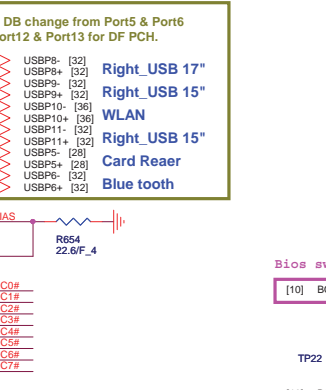 DB change from Port5 & Port6
ort12 & Port13 for DF PCH.
USBP8- [32]
USBP8+ [32] Right_USB 17"
USBP9- [32]
USBP9+ [32] Right_USB 15"
USBP10- [36]
USBP10+ [36] WLAN
USBP11- [32]
USBP11+ [32] Right_USB 15"
USBP5- [28]
USBP5+ [28] Card Reaer
USBP6- [32]
USBP6+ [32] Blue tooth
IAS
R654
22.6/F_4
C0#
C1#
C2#
C3#
C4#
C5#
C6#
C7#
Bios sw
[10] BO
TP22